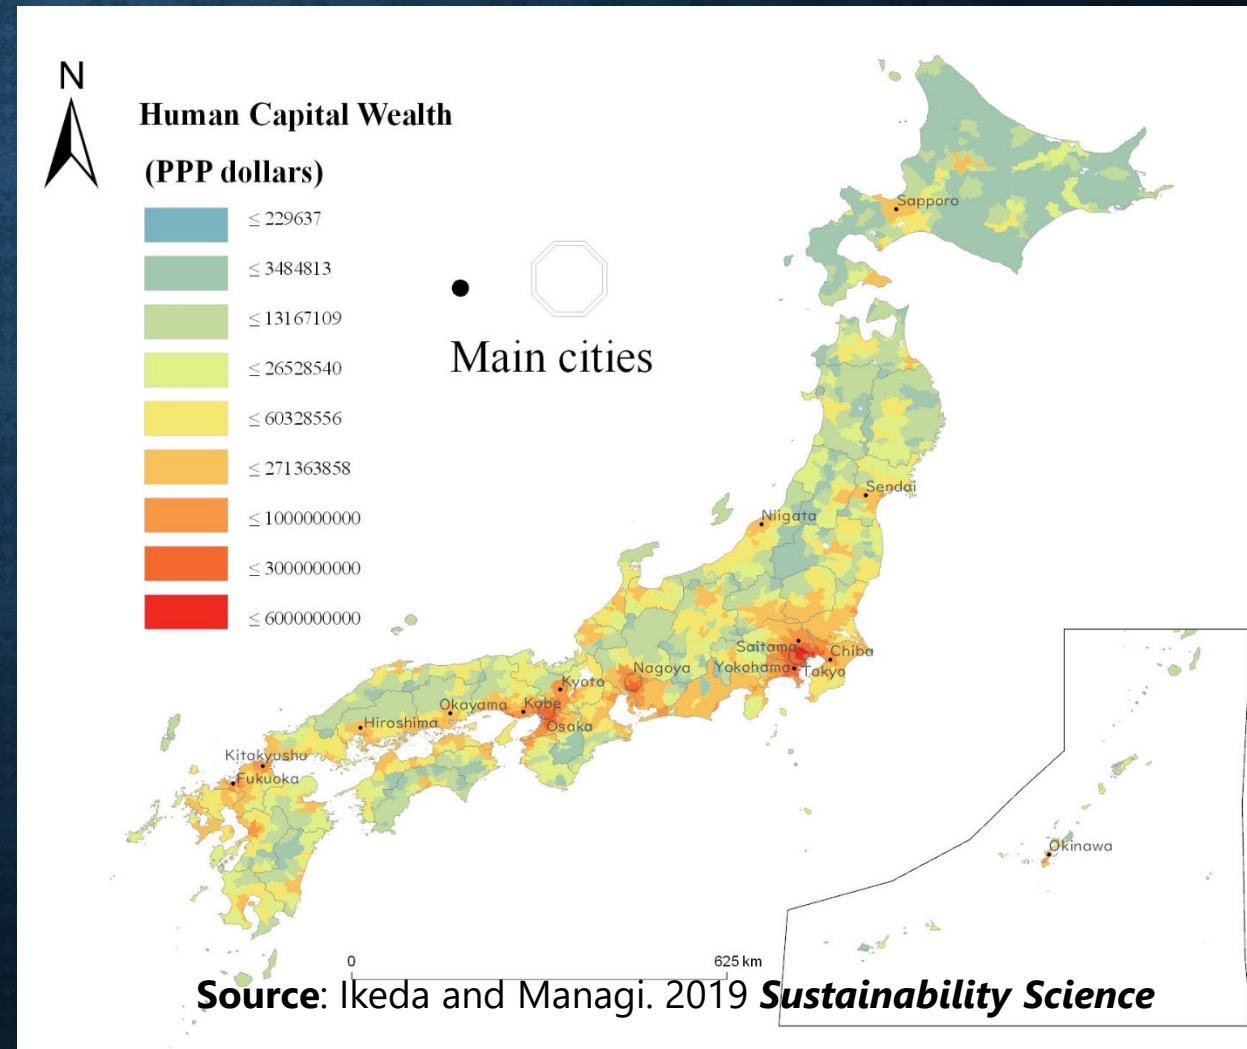 N
Human Capital Wealth
(PPP dollars)
≤ 229637
≤ 3484813
≤ 13167109
≤ 26528540
≤ 60328556
≤ 271363858
≤ 1000000000
≤ 3000000000
≤ 6000000000
Main cities
Sapporo
Sendai
Niigata
Saitama
Chiba
Yokohama
Tokyo
Nagoya
Kyoto
Okayama
Kobe
Hiroshima
Osaka
Kitakyushu
Fukuoka
Okinawa
0
625 km
Source: Ikeda and Managi. 2019 Sustainability Science